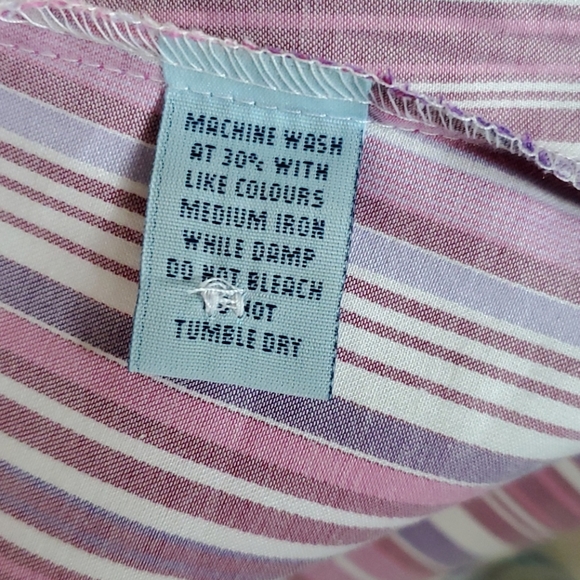 MACHINE WASH
AT 30% WITH
LIKE COLOURS
MEDIUM IRON
WHILE DAMP
DO NOT BLEACH
NOT
TUMBLE DRY